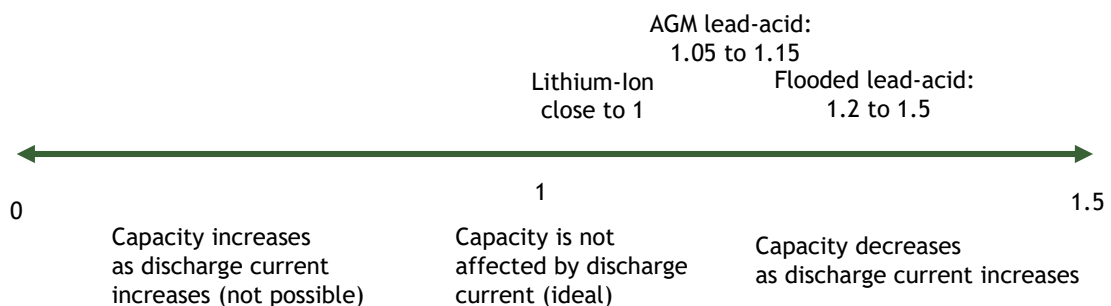 AGM lead-acid:
1.05 to 1.15
Lithium-Ion
close to 1
Flooded lead-acid:
1.2 to 1.5
0
1
1.5
Capacity increases
as discharge current
increases (not possible)
Capacity is not
affected by discharge
current (ideal)
Capacity decreases
as discharge current increases